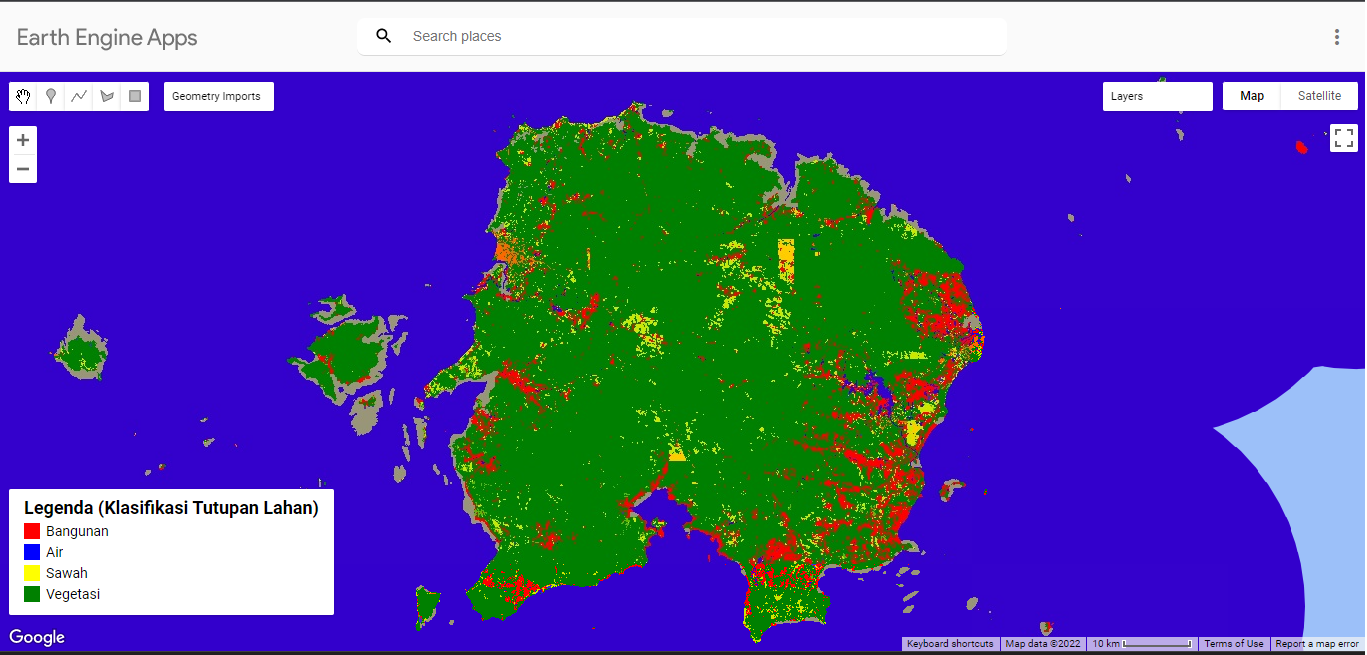 Earth Engine Apps
Search places
Geometry Imports
Layers
Map
Satellite
+
−
Legenda (Klasifikasi Tutupan Lahan)
Bangunan
Air
Sawah
Vegetasi
Google
Keyboard shortcuts
Map data ©2022
10 km
Terms of Use
Report a map error